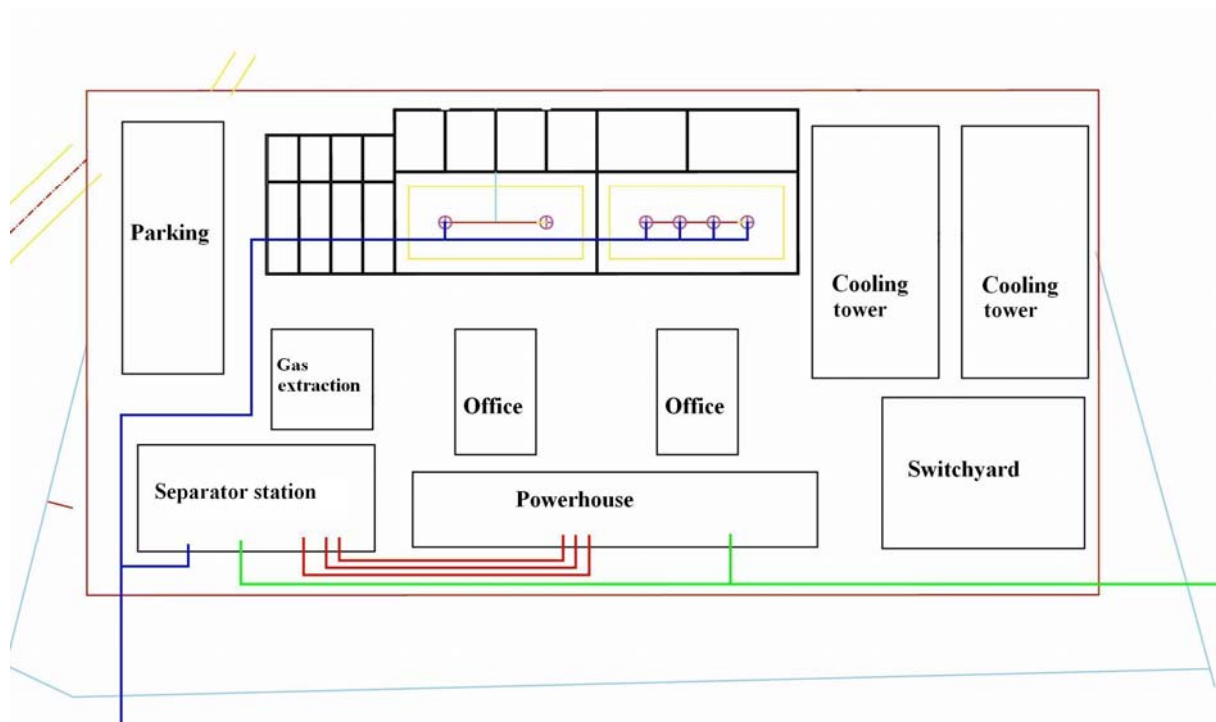 Parking
Cooling
tower
Cooling
tower
Gas
extraction
Office
Office
Separator station
Powerhouse
Switchyard